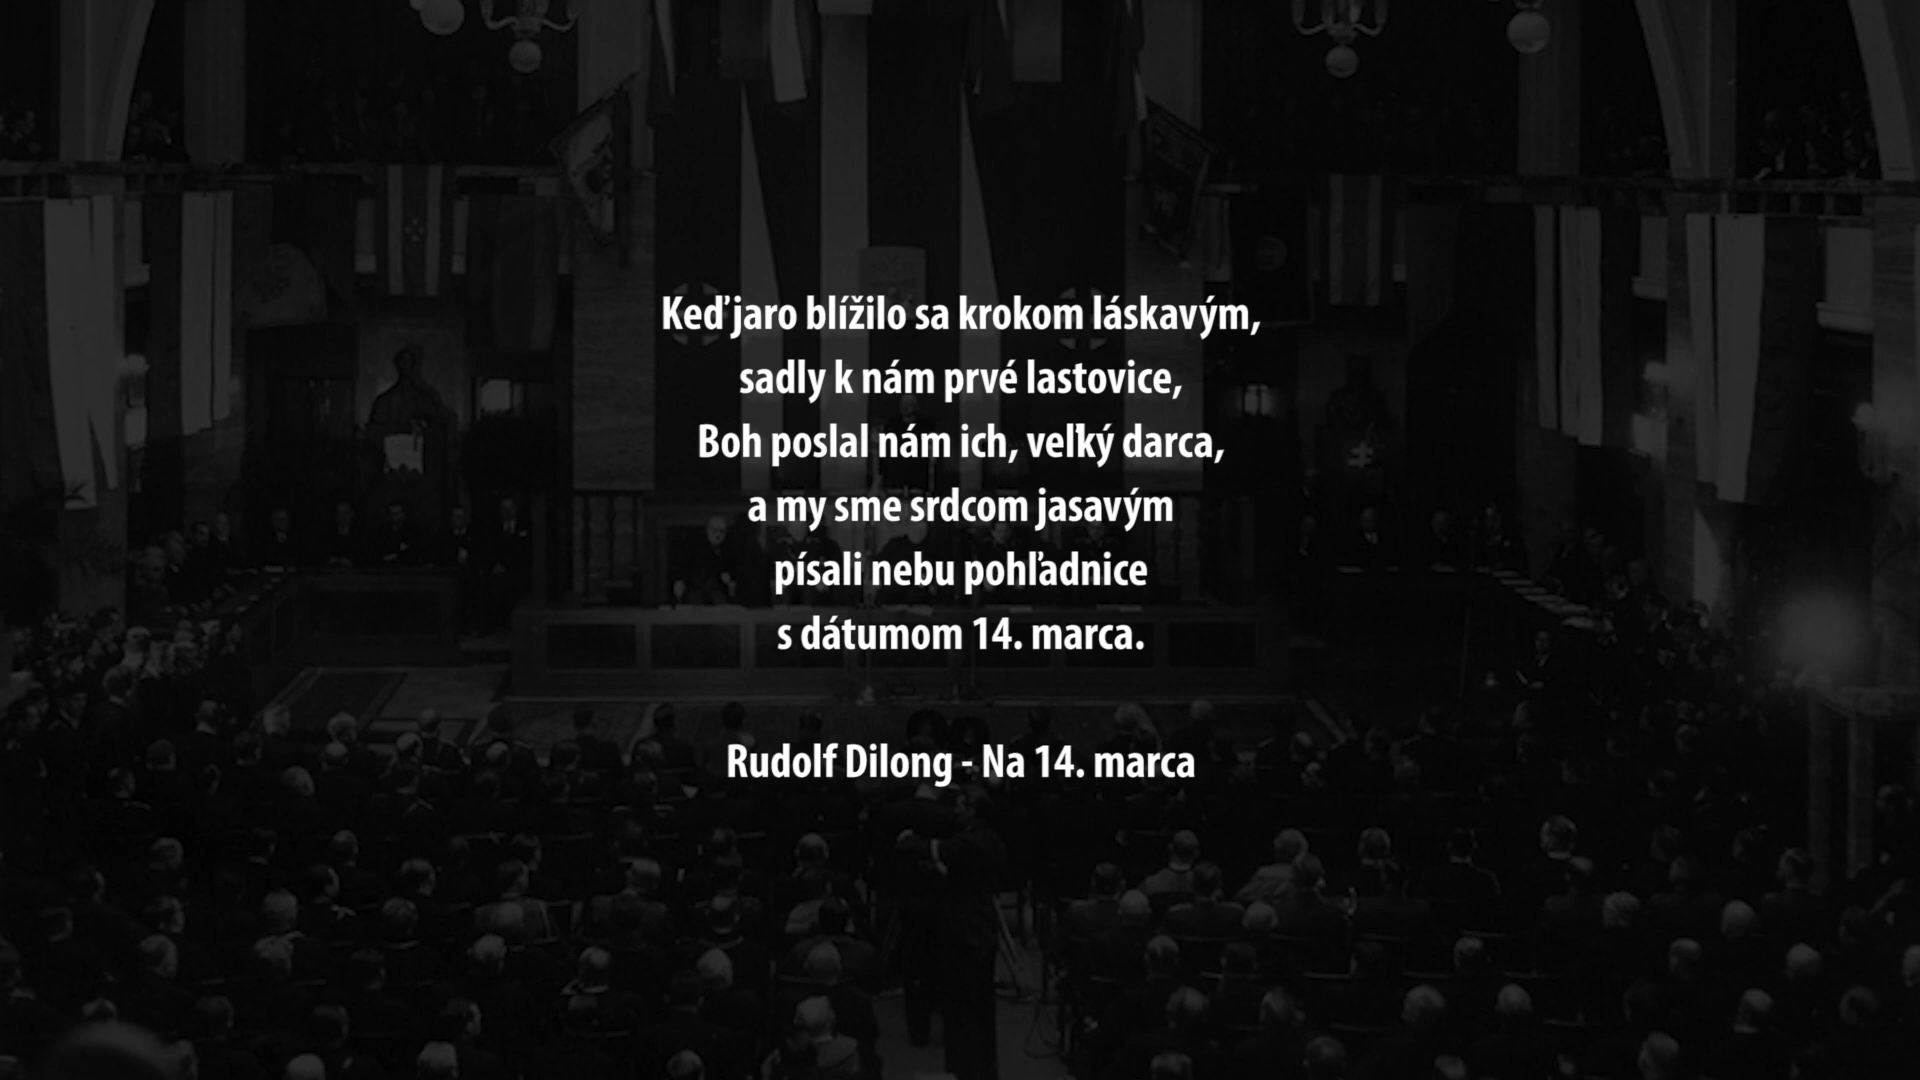 Keď jaro blížilo sa krokom láskavým,
sadly k nám prvé lastovice,
Boh poslal nám ich, veľký darca,
a my sme srdcom jasavým
písali nebu pohľadnice
s dátumom 14. marca.
Rudolf Dilong - Na 14. marca